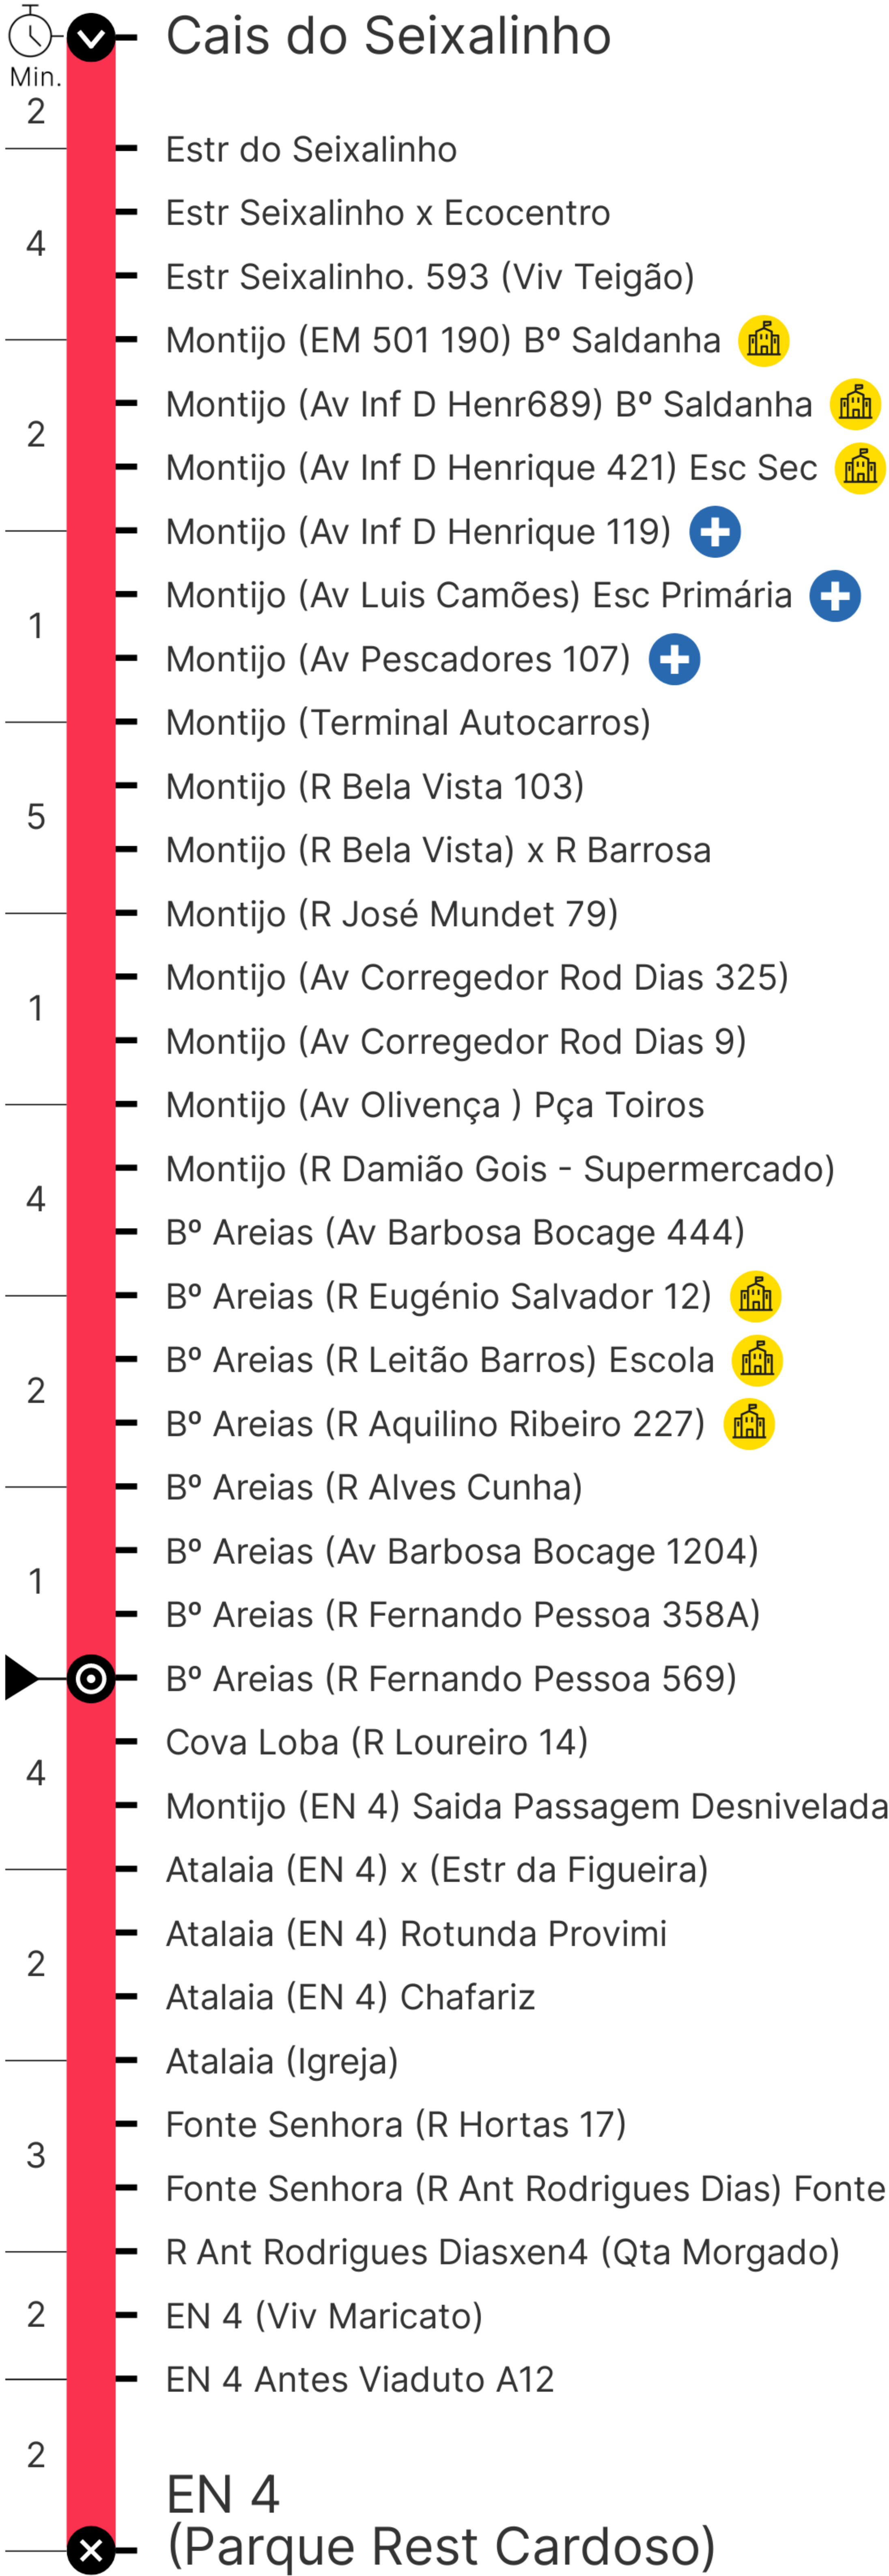 Cais do Seixalinho
Min.
2
Estr do Seixalinho
Estr Seixalinho x Ecocentro
4
Estr Seixalinho. 593 (Viv Teigão)
Montijo (EM 501 190) Bº Saldanha
Montijo (Av Inf D Henr689) Bº Saldanha
2
Montijo (Av Inf D Henrique 421) Esc Sec
Montijo (Av Inf D Henrique 119)
Montijo (Av Luis Camões) Esc Primária
1
Montijo (Av Pescadores 107)
Montijo (Terminal Autocarros)
Montijo (R Bela Vista 103)
5
Montijo (R Bela Vista) x R Barrosa
Montijo (R José Mundet 79)
Montijo (Av Corregedor Rod Dias 325)
1
Montijo (Av Corregedor Rod Dias 9)
Montijo (Av Olivença ) Pça Toiros
Montijo (R Damião Gois - Supermercado)
4
Bº Areias (Av Barbosa Bocage 444)
Bº Areias (R Eugénio Salvador 12)
Bº Areias (R Leitão Barros) Escola
2
Bº Areias (R Aquilino Ribeiro 227)
Bº Areias (R Alves Cunha)
Bº Areias (Av Barbosa Bocage 1204)
1
Bº Areias (R Fernando Pessoa 358A)
Bº Areias (R Fernando Pessoa 569)
Cova Loba (R Loureiro 14)
4
Montijo (EN 4) Saida Passagem Desnivelada
Atalaia (EN 4) x (Estr da Figueira)
Atalaia (EN 4) Rotunda Provimi
2
Atalaia (EN 4) Chafariz
Atalaia (Igreja)
Fonte Senhora (R Hortas 17)
3
Fonte Senhora (R Ant Rodrigues Dias) Fonte
R Ant Rodrigues Diasxen4 (Qta Morgado)
2
EN 4 (Viv Maricato)
EN 4 Antes Viaduto A12
2
EN 4
(Parque Rest Cardoso)